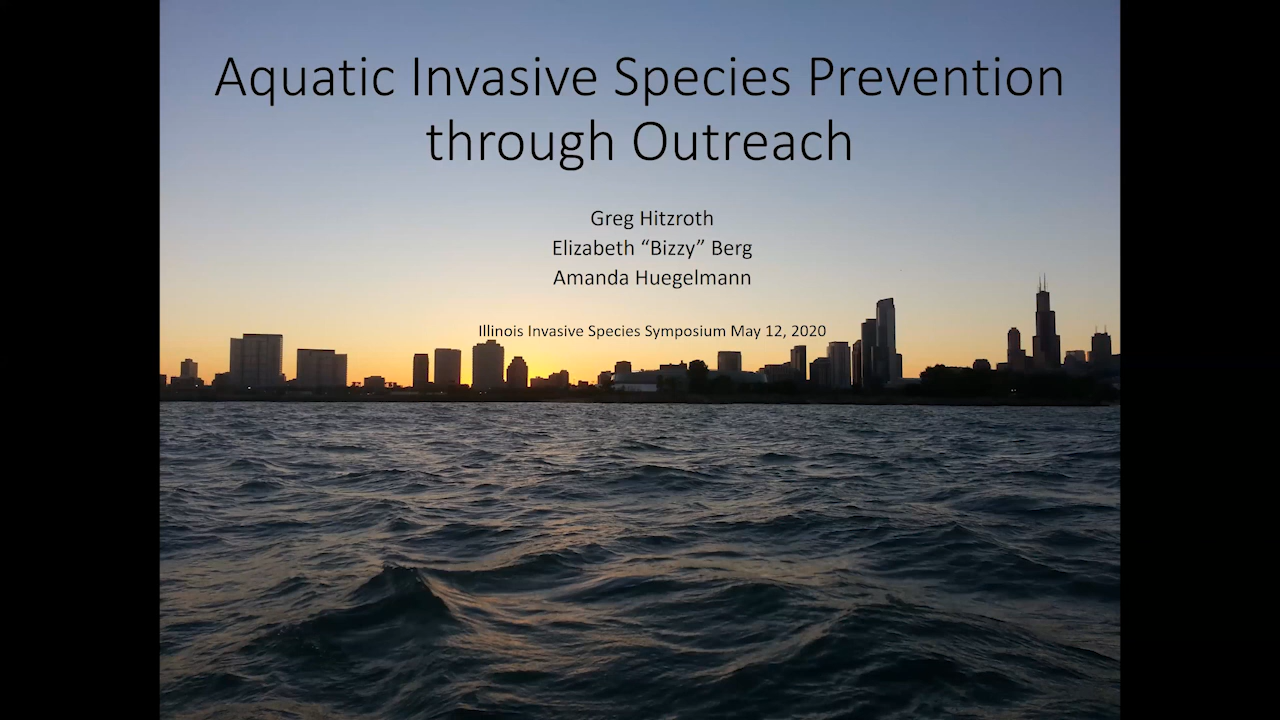 Aquatic Invasive Species Prevention
through Outreach
Greg Hitzroth
Elizabeth “Bizzy” Berg
Amanda Huegelmann
Illinois Invasive Species Symposium May 12, 2020